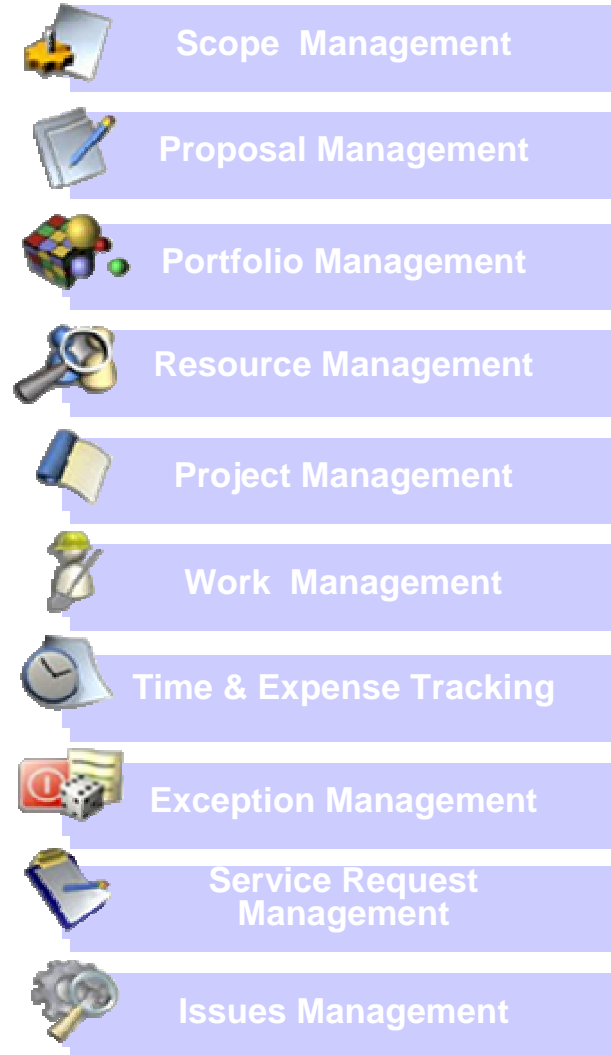 Scope Management
Proposal Management
Portfolio Management
Resource Management
Project Management
Work Management
Time & Expense Tracking
Exception Management
Service Request
Management
Issues Management